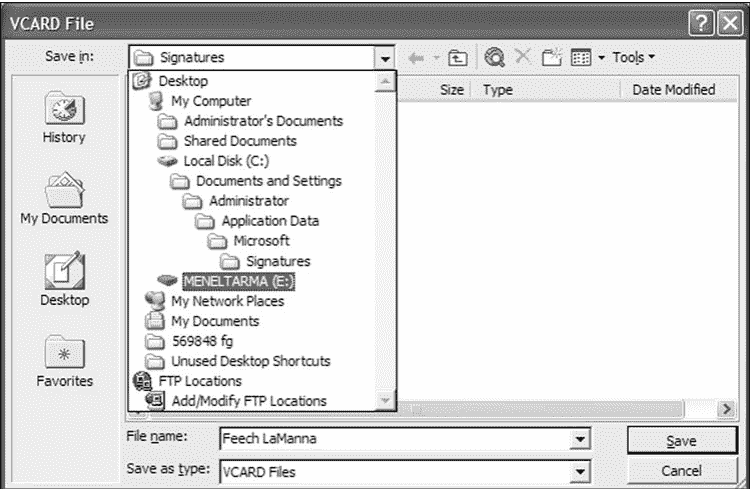 VCARD File
Save in:
Signatures
Tools
Desktop
My Computer
Administrator's Documents
Shared Documents
Local Disk (C:)
Documents and Settings
Administrator
Application Data
Microsoft
Signatures
MENELTARMA (E:)
My Network Places
My Documents
569848 fg
Unused Desktop Shortcuts
FTP Locations
Add/Modify FTP Locations
Size Type Date Modified
History
My Documents
Desktop
Favorites
File name: Feech LaManna
Save
Save as type: VCARD Files
Cancel